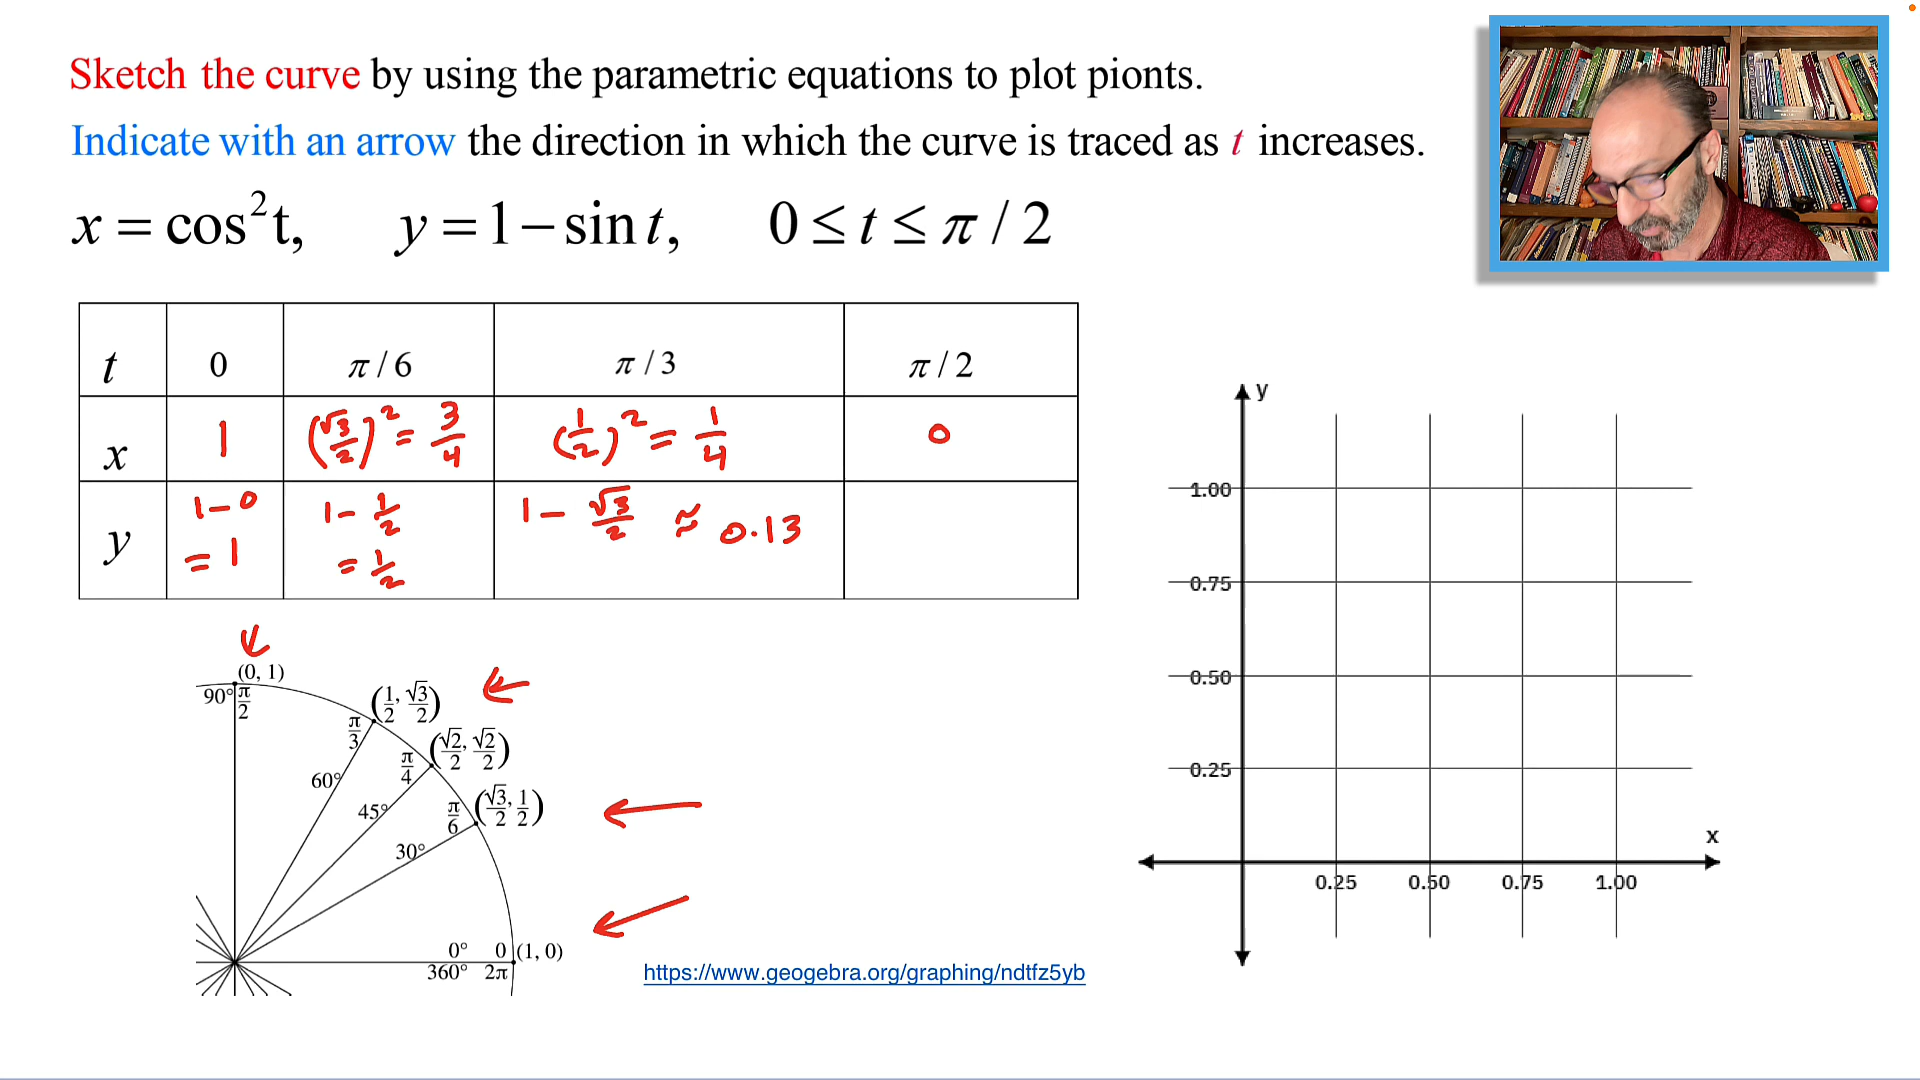 Sketch the curve by using the parametric equations to plot pionts.
Indicate with an arrow the direction in which the curve is traced as t increases.
x = cos²t, y = 1 − sin t, 0 ≤ t ≤ π / 2
t 0 π / 6 π / 3 π / 2
x 1 (√3/2)² = 3/4 (1/2)² = 1/4 0
y 1 − 0 = 1 1 − 1/2 = 1/2 1 − √3/2 ≈ 0.13
(0, 1)
90° π/2
(1/2, √3/2)
π/3
(√2/2, √2/2)
π/4
60°
45°
(√3/2, 1/2)
π/6
30°
0° 0 (1, 0)
360° 2π
https://www.geogebra.org/graphing/ndtfz5yb
y
1.00
0.75
0.50
0.25
x
0.25 0.50 0.75 1.00